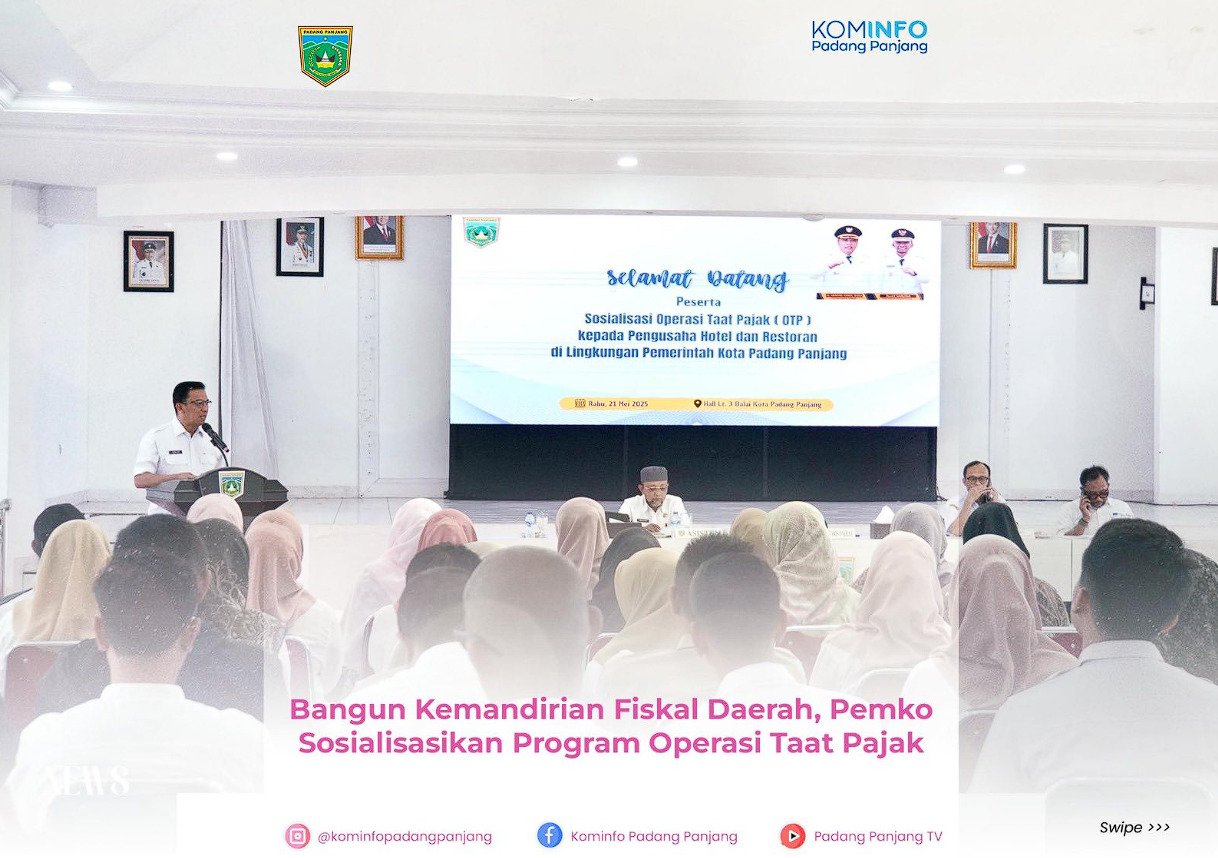 PADANG PANJANG
KOMINFO
Padang Panjang
Selamat Datang
Peserta
Sosialisasi Operasi Taat Pajak ( OTP )
kepada Pengusaha Hotel dan Restoran
di Lingkungan Pemerintah Kota Padang Panjang
Rabu, 21 Mei 2025
Hall Lt. 3 Balai Kota Padang Panjang
Bangun Kemandirian Fiskal Daerah, Pemko
Sosialisasikan Program Operasi Taat Pajak
NEWS
@kominfopadangpanjang
Kominfo Padang Panjang
Padang Panjang TV
Swipe >>>